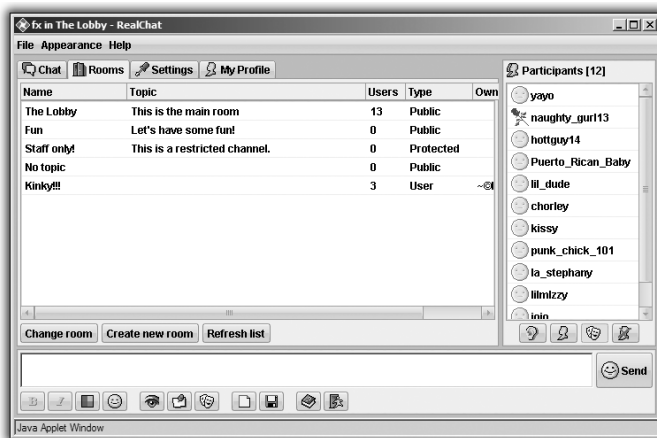 fx in The Lobby - RealChat
File Appearance Help
Chat Rooms Settings My Profile
Name Topic Users Type Own
The Lobby This is the main room 13 Public
Fun Let's have some fun! 0 Public
Staff only! This is a restricted channel. 0 Protected
No topic 0 Public
Kinky!!! 3 User
Change room Create new room Refresh list
Participants [12]
yayo
naughty_gurl13
hottguy14
Puerto_Rican_Baby
lil_dude
chorley
kissy
punk_chick_101
la_stephany
lilmizzy
Send
B I
Java Applet Window